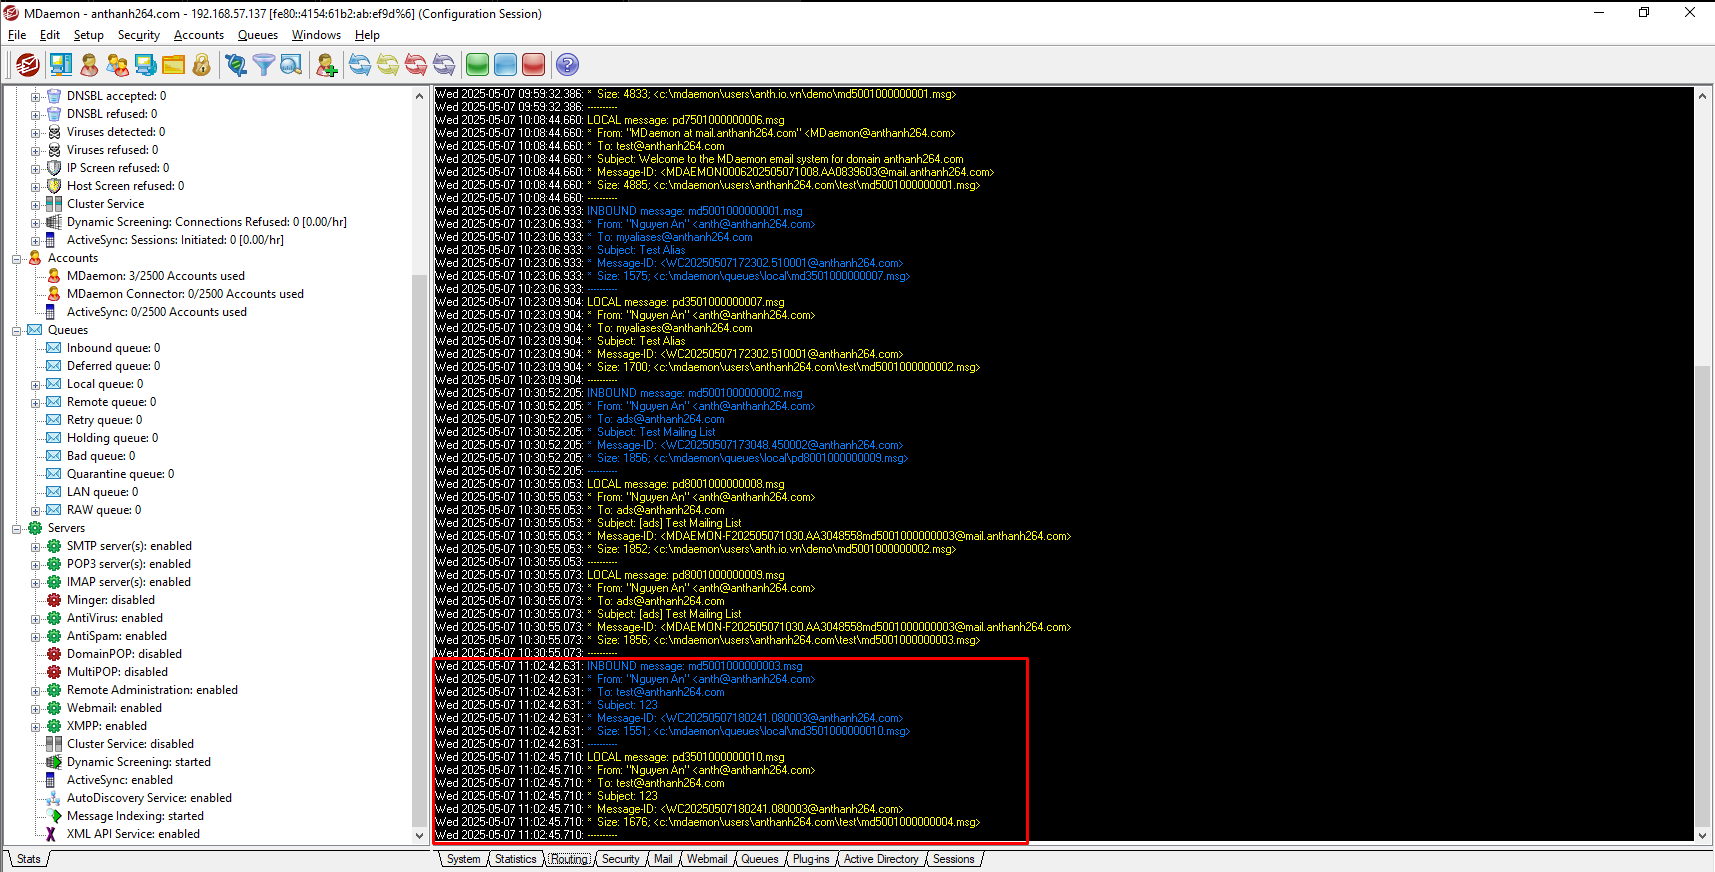 MDaemon - anthanh264.com - 192.168.57.137 [fe80::4154:61b2:ab:ef9d%6] (Configuration Session)
File Edit Setup Security Accounts Queues Windows Help
DNSBL accepted: 0
DNSBL refused: 0
Viruses detected: 0
Viruses refused: 0
IP Screen refused: 0
Host Screen refused: 0
Cluster Service
Dynamic Screening: Connections Refused: 0 [0.00/hr]
ActiveSync: Sessions: Initiated: 0 [0.00/hr]
Accounts
MDaemon: 3/2500 Accounts used
MDaemon Connector: 0/2500 Accounts used
ActiveSync: 0/2500 Accounts used
Queues
Inbound queue: 0
Deferred queue: 0
Local queue: 0
Remote queue: 0
Retry queue: 0
Holding queue: 0
Bad queue: 0
Quarantine queue: 0
LAN queue: 0
RAW queue: 0
Servers
SMTP server(s): enabled
POP3 server(s): enabled
IMAP server(s): enabled
Minger: disabled
AntiVirus: enabled
AntiSpam: enabled
DomainPOP: disabled
MultiPOP: disabled
Remote Administration: enabled
Webmail: enabled
XMPP: enabled
Cluster Service: disabled
Dynamic Screening: started
ActiveSync: enabled
AutoDiscovery Service: enabled
Message Indexing: started
XML API Service: enabled
Stats
Wed 2025-05-07 09:59:32.386: * Size: 4833; <c:\mdaemon\users\anth.io.vn\demo\md5001000000001.msg>
Wed 2025-05-07 09:59:32.386: ----------
Wed 2025-05-07 10:08:44.660: LOCAL message: pd7501000000006.msg
Wed 2025-05-07 10:08:44.660: * From: "MDaemon at mail.anthanh264.com" <MDaemon@anthanh264.com>
Wed 2025-05-07 10:08:44.660: * To: test@anthanh264.com
Wed 2025-05-07 10:08:44.660: * Subject: Welcome to the MDaemon email system for domain anthanh264.com
Wed 2025-05-07 10:08:44.660: * Message-ID: <MDAEMON0006202505071008.AA0839603@mail.anthanh264.com>
Wed 2025-05-07 10:08:44.660: * Size: 4885; <c:\mdaemon\users\anthanh264.com\test\md5001000000001.msg>
Wed 2025-05-07 10:08:44.660: ----------
Wed 2025-05-07 10:23:06.933: INBOUND message: md5001000000001.msg
Wed 2025-05-07 10:23:06.933: * From: "Nguyen An" <anth@anthanh264.com>
Wed 2025-05-07 10:23:06.933: * To: myaliases@anthanh264.com
Wed 2025-05-07 10:23:06.933: * Subject: Test Alias
Wed 2025-05-07 10:23:06.933: * Message-ID: <WC20250507172302.510001@anthanh264.com>
Wed 2025-05-07 10:23:06.933: * Size: 1575; <c:\mdaemon\queues\local\md3501000000007.msg>
Wed 2025-05-07 10:23:06.933: ----------
Wed 2025-05-07 10:23:09.904: LOCAL message: pd3501000000007.msg
Wed 2025-05-07 10:23:09.904: * From: "Nguyen An" <anth@anthanh264.com>
Wed 2025-05-07 10:23:09.904: * To: myaliases@anthanh264.com
Wed 2025-05-07 10:23:09.904: * Subject: Test Alias
Wed 2025-05-07 10:23:09.904: * Message-ID: <WC20250507172302.510001@anthanh264.com>
Wed 2025-05-07 10:23:09.904: * Size: 1700; <c:\mdaemon\users\anthanh264.com\test\md5001000000002.msg>
Wed 2025-05-07 10:23:09.904: ----------
Wed 2025-05-07 10:30:52.205: INBOUND message: md5001000000002.msg
Wed 2025-05-07 10:30:52.205: * From: "Nguyen An" <anth@anthanh264.com>
Wed 2025-05-07 10:30:52.205: * To: ads@anthanh264.com
Wed 2025-05-07 10:30:52.205: * Subject: Test Mailing List
Wed 2025-05-07 10:30:52.205: * Message-ID: <WC20250507173048.450002@anthanh264.com>
Wed 2025-05-07 10:30:52.205: * Size: 1856; <c:\mdaemon\queues\local\pd8001000000009.msg>
Wed 2025-05-07 10:30:52.205: ----------
Wed 2025-05-07 10:30:55.053: LOCAL message: pd8001000000008.msg
Wed 2025-05-07 10:30:55.053: * From: "Nguyen An" <anth@anthanh264.com>
Wed 2025-05-07 10:30:55.053: * To: ads@anthanh264.com
Wed 2025-05-07 10:30:55.053: * Subject: [ads] Test Mailing List
Wed 2025-05-07 10:30:55.053: * Message-ID: <MDAEMON-F202505071030.AA3048558md5001000000003@mail.anthanh264.com>
Wed 2025-05-07 10:30:55.053: * Size: 1852; <c:\mdaemon\users\anth.io.vn\demo\md5001000000002.msg>
Wed 2025-05-07 10:30:55.053: ----------
Wed 2025-05-07 10:30:55.073: LOCAL message: pd8001000000009.msg
Wed 2025-05-07 10:30:55.073: * From: "Nguyen An" <anth@anthanh264.com>
Wed 2025-05-07 10:30:55.073: * To: ads@anthanh264.com
Wed 2025-05-07 10:30:55.073: * Subject: [ads] Test Mailing List
Wed 2025-05-07 10:30:55.073: * Message-ID: <MDAEMON-F202505071030.AA3048558md5001000000003@mail.anthanh264.com>
Wed 2025-05-07 10:30:55.073: * Size: 1856; <c:\mdaemon\users\anthanh264.com\test\md5001000000003.msg>
Wed 2025-05-07 10:30:55.073: ----------
Wed 2025-05-07 11:02:42.631: INBOUND message: md5001000000003.msg
Wed 2025-05-07 11:02:42.631: * From: "Nguyen An" <anth@anthanh264.com>
Wed 2025-05-07 11:02:42.631: * To: test@anthanh264.com
Wed 2025-05-07 11:02:42.631: * Subject: 123
Wed 2025-05-07 11:02:42.631: * Message-ID: <WC20250507180241.080003@anthanh264.com>
Wed 2025-05-07 11:02:42.631: * Size: 1551; <c:\mdaemon\queues\local\md3501000000010.msg>
Wed 2025-05-07 11:02:42.631: ----------
Wed 2025-05-07 11:02:45.710: LOCAL message: pd3501000000010.msg
Wed 2025-05-07 11:02:45.710: * From: "Nguyen An" <anth@anthanh264.com>
Wed 2025-05-07 11:02:45.710: * To: test@anthanh264.com
Wed 2025-05-07 11:02:45.710: * Subject: 123
Wed 2025-05-07 11:02:45.710: * Message-ID: <WC20250507180241.080003@anthanh264.com>
Wed 2025-05-07 11:02:45.710: * Size: 1676; <c:\mdaemon\users\anthanh264.com\test\md5001000000004.msg>
Wed 2025-05-07 11:02:45.710: ----------
System Statistics Routing Security Mail Webmail Queues Plug-ins Active Directory Sessions